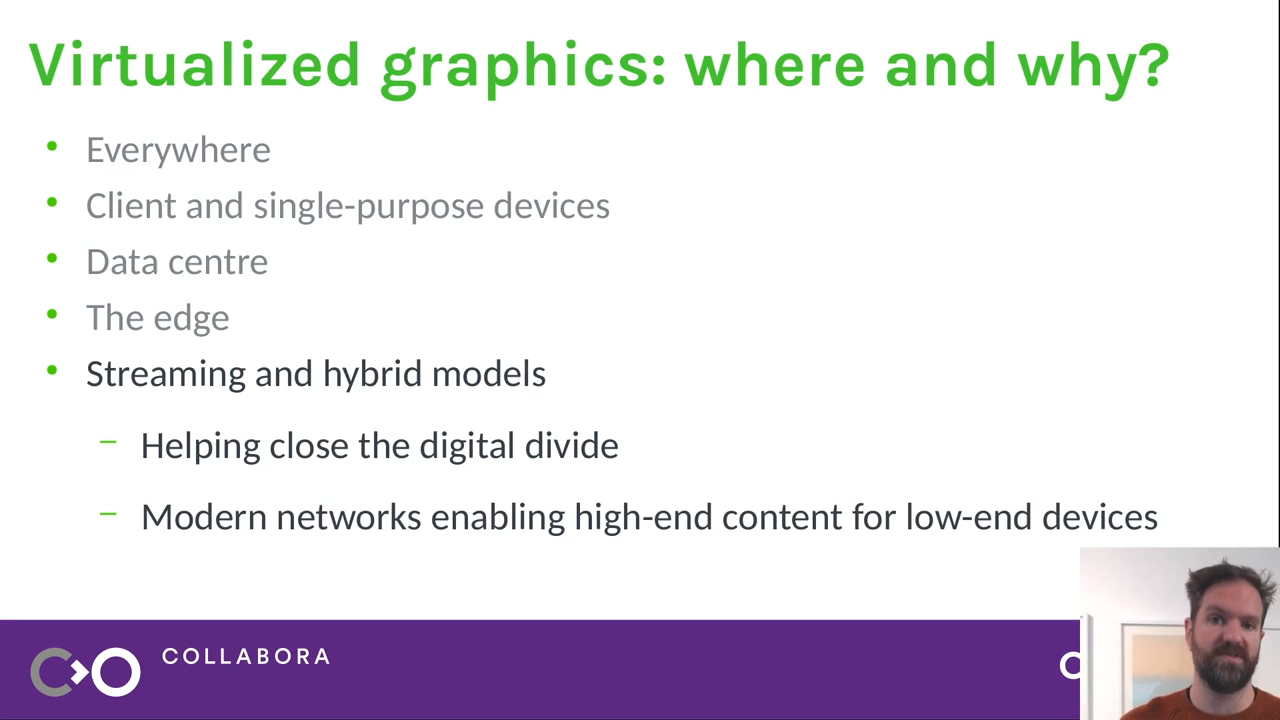 Virtualized graphics: where and why?
• Everywhere
• Client and single-purpose devices
• Data centre
• The edge
• Streaming and hybrid models
– Helping close the digital divide
– Modern networks enabling high-end content for low-end devices
COLLABORA